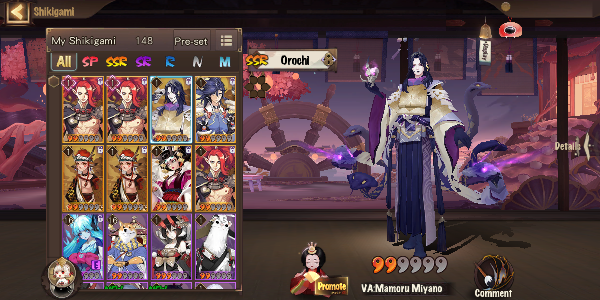 Shikigami
My Shikigami 148 Pre-set
All SP SSR SR R N M
SSR Orochi
Display
Details
999999
Promote
VA:Mamoru Miyano
Comment